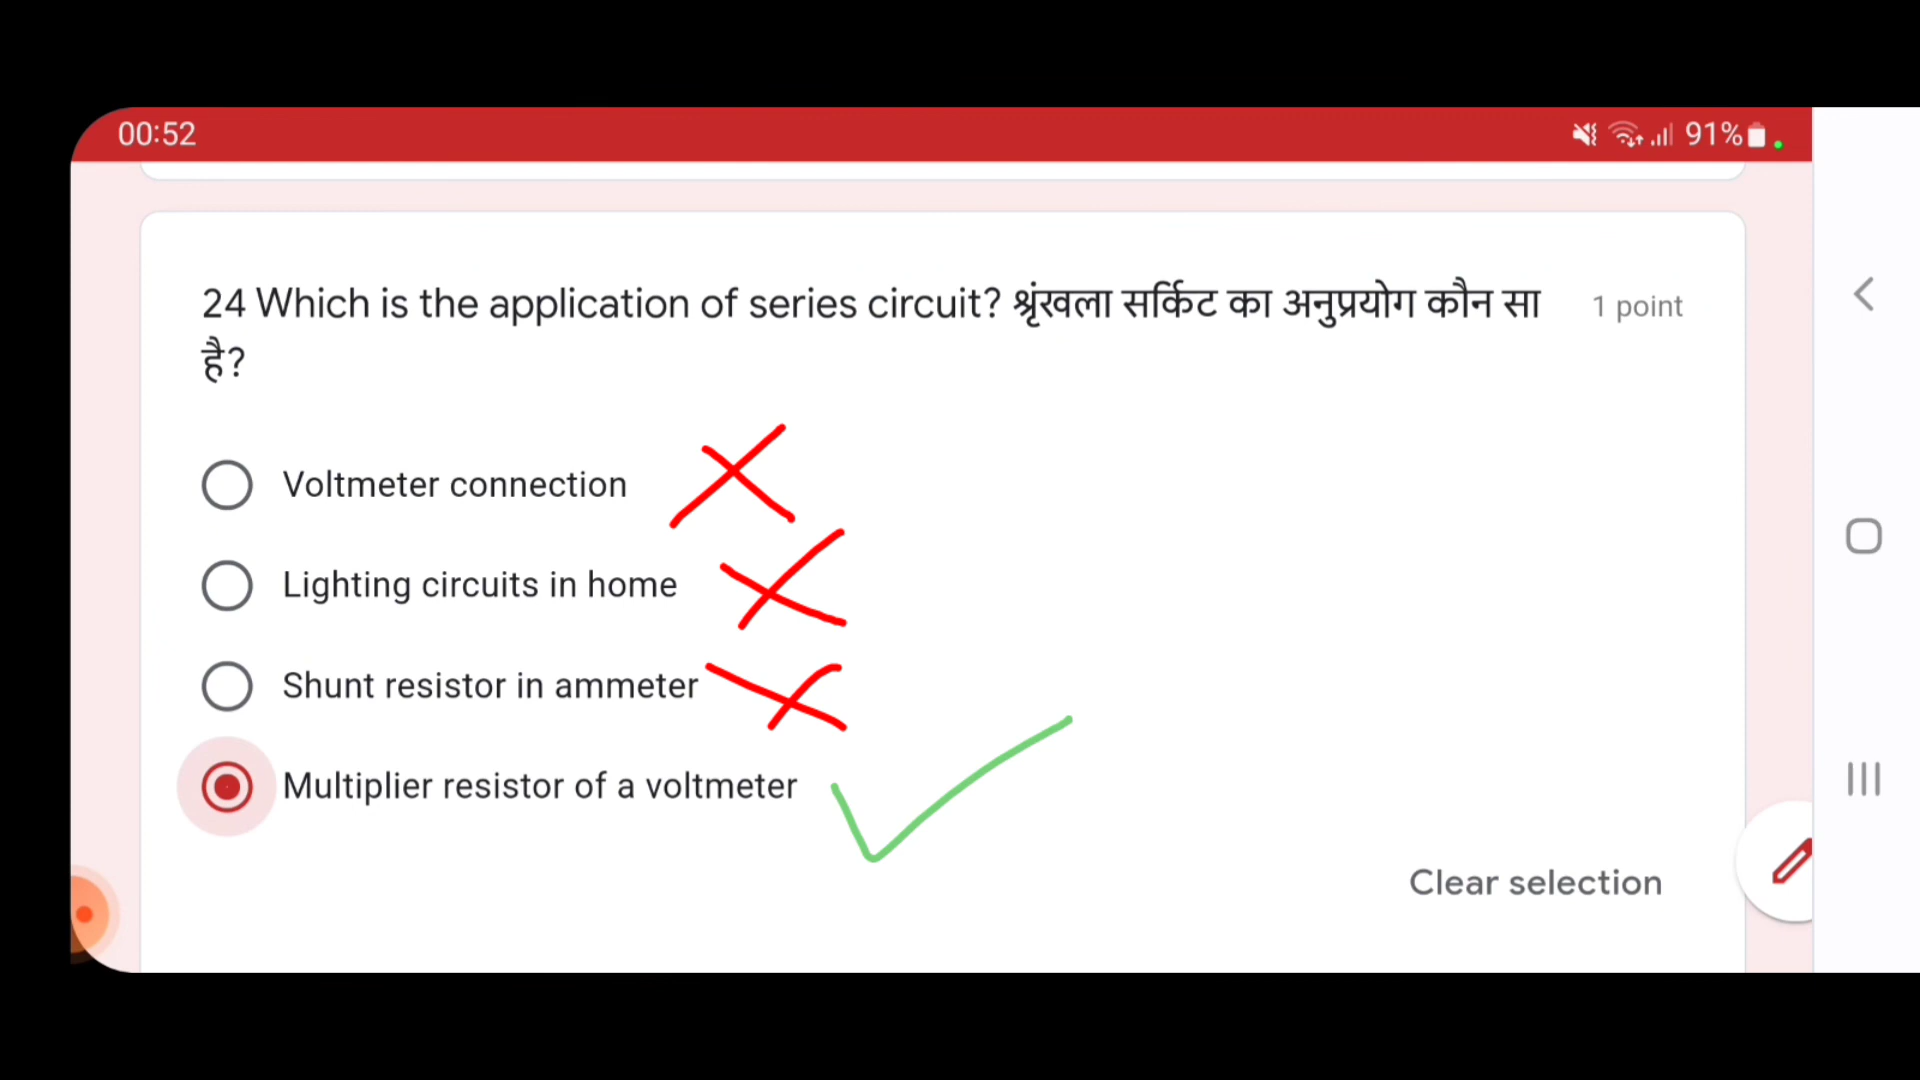 00:52 91%
24 Which is the application of series circuit? श्रृंखला सर्किट का अनुप्रयोग कौन सा 1 point
है?
Voltmeter connection
Lighting circuits in home
Shunt resistor in ammeter
Multiplier resistor of a voltmeter
Clear selection